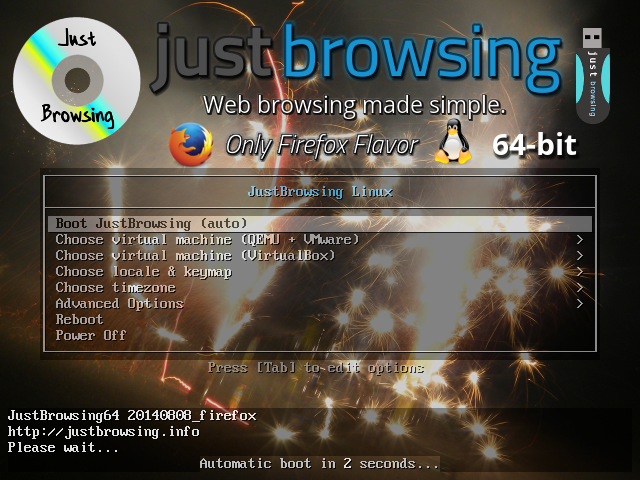 Just
Browsing
justbrowsing
just browsing
Web browsing made simple.
Only Firefox Flavor
64-bit
JustBrowsing Linux
Boot JustBrowsing (auto)
Choose virtual machine (QEMU + VMware) >
Choose virtual machine (VirtualBox) >
Choose locale & keymap >
Choose timezone >
Advanced Options >
Reboot
Power Off
Press [Tab] to edit options
JustBrowsing64 20140808_firefox
http://justbrowsing.info
Please wait...
Automatic boot in 2 seconds...